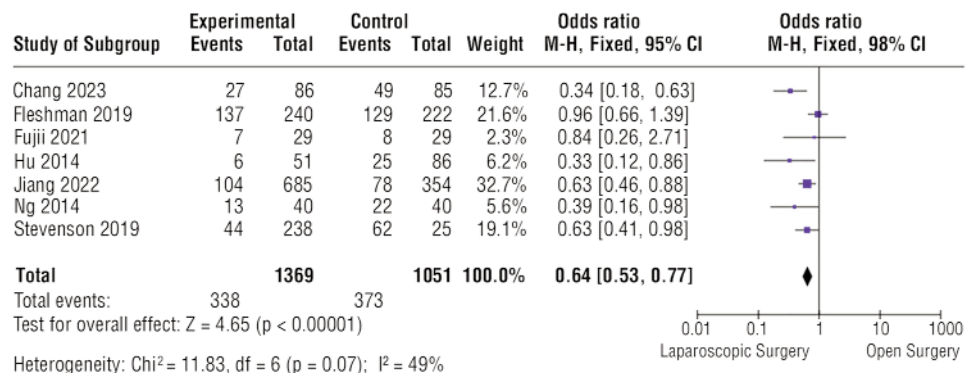 Experimental Control Odds ratio Odds ratio
Study of Subgroup Events Total Events Total Weight M-H, Fixed, 95% CI M-H, Fixed, 98% CI
Chang 2023 27 86 49 85 12.7% 0.34 [0.18, 0.63]
Fleshman 2019 137 240 129 222 21.6% 0.96 [0.66, 1.39]
Fujii 2021 7 29 8 29 2.3% 0.84 [0.26, 2.71]
Hu 2014 6 51 25 86 6.2% 0.33 [0.12, 0.86]
Jiang 2022 104 685 78 354 32.7% 0.63 [0.46, 0.88]
Ng 2014 13 40 22 40 5.6% 0.39 [0.16, 0.98]
Stevenson 2019 44 238 62 25 19.1% 0.63 [0.41, 0.98]
Total 1369 1051 100.0% 0.64 [0.53, 0.77]
Total events: 338 373
Test for overall effect: Z = 4.65 (p < 0.00001)
0.01 0.1 1 10 1000
Laparoscopic Surgery Open Surgery
Heterogeneity: Chi² = 11.83, df = 6 (p = 0.07); I² = 49%